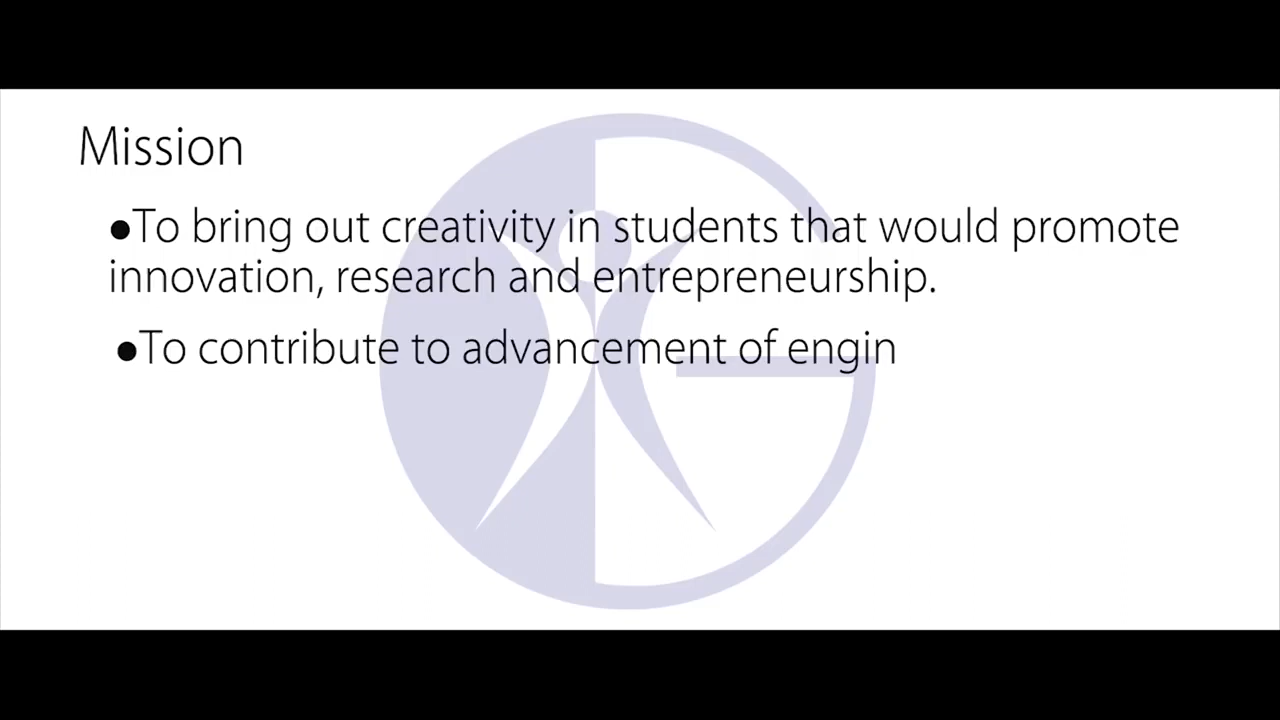 Mission
●To bring out creativity in students that would promote
innovation, research and entrepreneurship.
●To contribute to advancement of engin